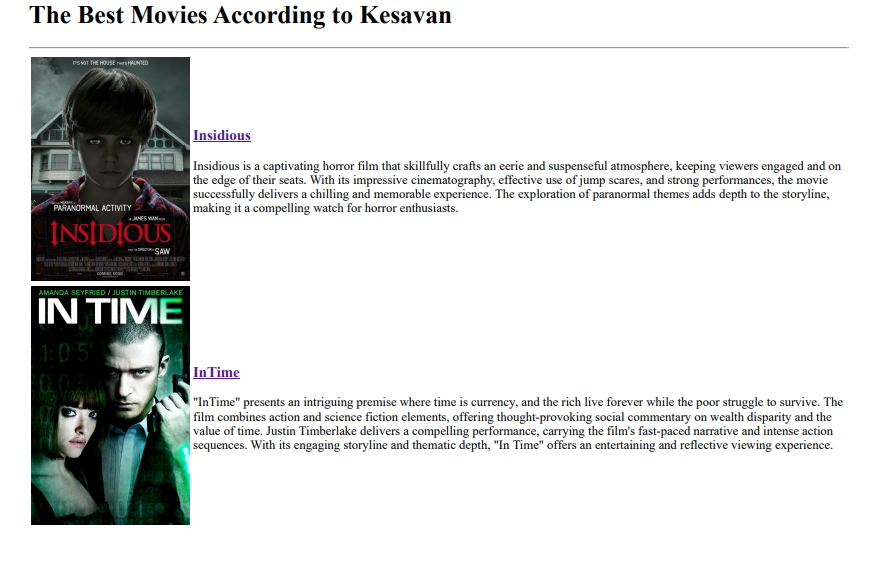 The Best Movies According to Kesavan
IT'S NOT THE HOUSE THAT'S HAUNTED
PARANORMAL ACTIVITY
A JAMES WAN
INSIDIOUS
FROM THE DIRECTOR OF SAW
COMING SOON
Insidious
Insidious is a captivating horror film that skillfully crafts an eerie and suspenseful atmosphere, keeping viewers engaged and on
the edge of their seats. With its impressive cinematography, effective use of jump scares, and strong performances, the movie
successfully delivers a chilling and memorable experience. The exploration of paranormal themes adds depth to the storyline,
making it a compelling watch for horror enthusiasts.
AMANDA SEYFRIED / JUSTIN TIMBERLAKE
IN TIME
InTime
"InTime" presents an intriguing premise where time is currency, and the rich live forever while the poor struggle to survive. The
film combines action and science fiction elements, offering thought-provoking social commentary on wealth disparity and the
value of time. Justin Timberlake delivers a compelling performance, carrying the film's fast-paced narrative and intense action
sequences. With its engaging storyline and thematic depth, "In Time" offers an entertaining and reflective viewing experience.